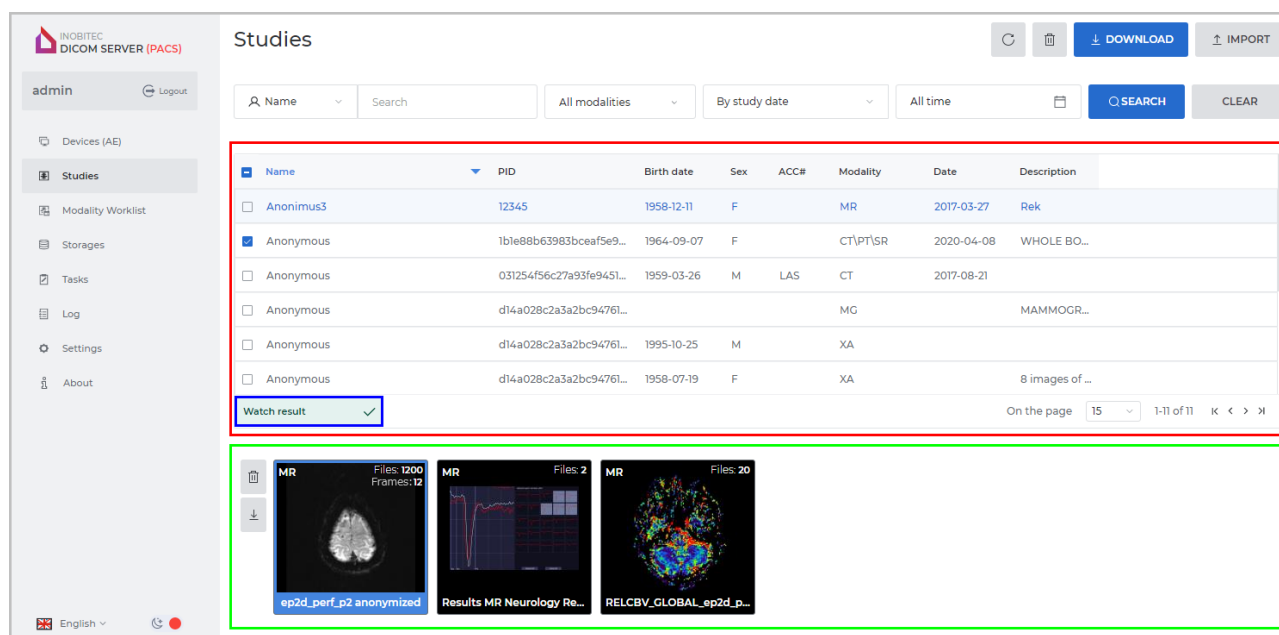 INOBITEC
DICOM SERVER (PACS)
Studies
DOWNLOAD
IMPORT
admin
Logout
Name
Search
All modalities
By study date
All time
SEARCH
CLEAR
Devices (AE)
Studies
Modality Worklist
Storages
Tasks
Log
Settings
About
Name PID Birth date Sex ACC# Modality Date Description
Anonimus3 12345 1958-12-11 F MR 2017-03-27 Rek
Anonymous 1b1e88b63983bceaf5e9... 1964-09-07 F CT\PT\SR 2020-04-08 WHOLE BO...
Anonymous 031254f56c27a93fe9451... 1959-03-26 M LAS CT 2017-08-21
Anonymous d14a028c2a3a2bc94761... MG MAMMOGR...
Anonymous d14a028c2a3a2bc94761... 1995-10-25 M XA
Anonymous d14a028c2a3a2bc94761... 1958-07-19 F XA 8 images of ...
Watch result
On the page 15 1-11 of 11
MR Files: 1200
Frames: 12
ep2d_perf_p2 anonymized
MR Files: 2
Results MR Neurology Re...
MR Files: 20
RELCBV_GLOBAL_ep2d_p...
English